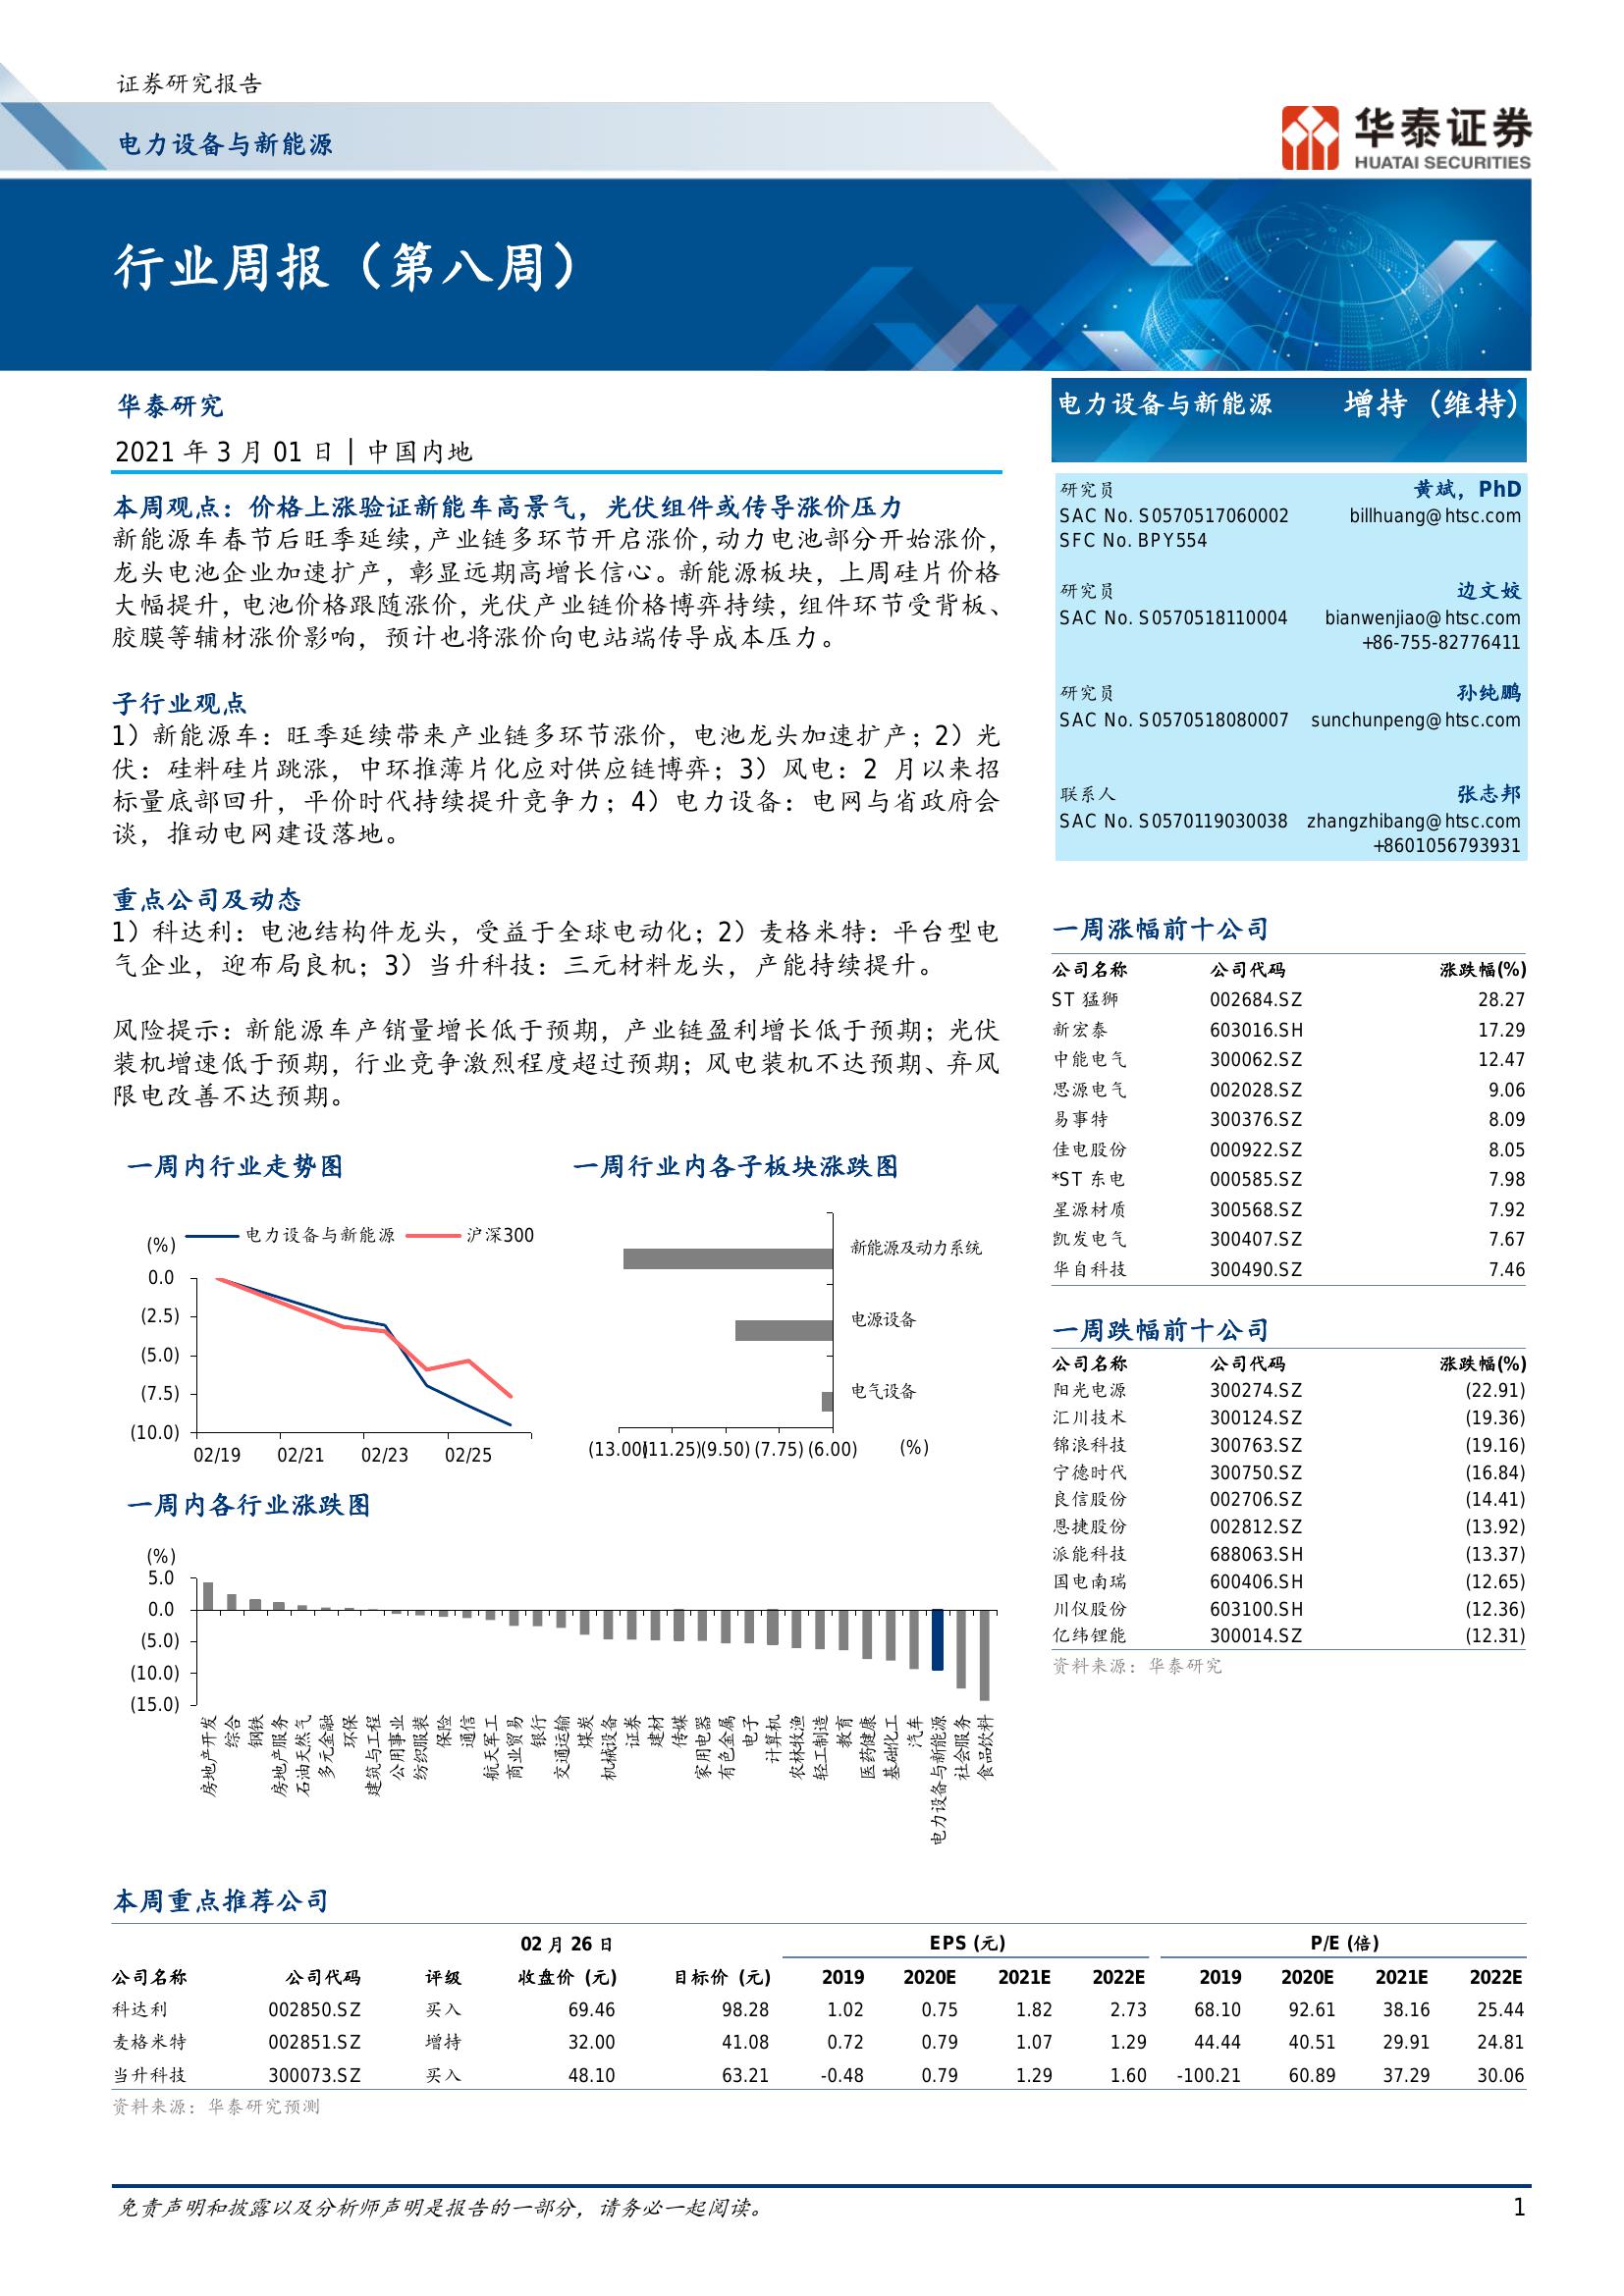 证券研究报告
电力设备与新能源
华泰证券
HUATAI SECURITIES
行业周报（第八周）
华泰研究
2021 年 3 月 01 日│中国内地
本周观点：价格上涨验证新能车高景气，光伏组件或传导涨价压力
新能源车春节后旺季延续，产业链多环节开启涨价，动力电池部分开始涨价，
龙头电池企业加速扩产，彰显远期高增长信心。新能源板块，上周硅片价格
大幅提升，电池价格跟随涨价，光伏产业链价格博弈持续，组件环节受背板、
胶膜等辅材涨价影响，预计也将涨价向电站端传导成本压力。
子行业观点
1）新能源车：旺季延续带来产业链多环节涨价，电池龙头加速扩产；2）光
伏：硅料硅片跳涨，中环推薄片化应对供应链博弈；3）风电：2 月以来招
标量底部回升，平价时代持续提升竞争力；4）电力设备：电网与省政府会
谈，推动电网建设落地。
重点公司及动态
1）科达利：电池结构件龙头，受益于全球电动化；2）麦格米特：平台型电
气企业，迎布局良机；3）当升科技：三元材料龙头，产能持续提升。
风险提示：新能源车产销量增长低于预期，产业链盈利增长低于预期；光伏
装机增速低于预期，行业竞争激烈程度超过预期；风电装机不达预期、弃风
限电改善不达预期。
一周内行业走势图
(%)
电力设备与新能源 沪深300
0.0
(2.5)
(5.0)
(7.5)
(10.0)
02/19 02/21 02/23 02/25
一周行业内各子板块涨跌图
新能源及动力系统
电源设备
电气设备
(13.00) (11.25) (9.50) (7.75) (6.00) (%)
一周内各行业涨跌图
(%)
5.0
0.0
(5.0)
(10.0)
(15.0)
房地产开发
综合
钢铁
房地产服务
石油天然气
多元金融
环保
建筑与工程
公用事业
纺织服装
保险
通信
航天军工
商业贸易
银行
交通运输
煤炭
机械设备
证券
建材
传媒
家用电器
有色金属
电子
计算机
农林牧渔
轻工制造
教育
医药健康
基础化工
汽车
电力设备与新能源
社会服务
食品饮料
电力设备与新能源 增持（维持）
研究员 黄斌，PhD
SAC No. S0570517060002 billhuang@htsc.com
SFC No. BPY554
研究员 边文姣
SAC No. S0570518110004 bianwenjiao@htsc.com
+86-755-82776411
研究员 孙纯鹏
SAC No. S0570518080007 sunchunpeng@htsc.com
联系人 张志邦
SAC No. S0570119030038 zhangzhibang@htsc.com
+8601056793931
一周涨幅前十公司
公司名称 公司代码 涨跌幅(%)
ST 猛狮 002684.SZ 28.27
新宏泰 603016.SH 17.29
中能电气 300062.SZ 12.47
思源电气 002028.SZ 9.06
易事特 300376.SZ 8.09
佳电股份 000922.SZ 8.05
*ST 东电 000585.SZ 7.98
星源材质 300568.SZ 7.92
凯发电气 300407.SZ 7.67
华自科技 300490.SZ 7.46
一周跌幅前十公司
公司名称 公司代码 涨跌幅(%)
阳光电源 300274.SZ (22.91)
汇川技术 300124.SZ (19.36)
锦浪科技 300763.SZ (19.16)
宁德时代 300750.SZ (16.84)
良信股份 002706.SZ (14.41)
恩捷股份 002812.SZ (13.92)
派能科技 688063.SH (13.37)
国电南瑞 600406.SH (12.65)
川仪股份 603100.SH (12.36)
亿纬锂能 300014.SZ (12.31)
资料来源：华泰研究
本周重点推荐公司
02 月 26 日 EPS (元) P/E (倍)
公司名称 公司代码 评级 收盘价 (元) 目标价 (元) 2019 2020E 2021E 2022E 2019 2020E 2021E 2022E
科达利 002850.SZ 买入 69.46 98.28 1.02 0.75 1.82 2.73 68.10 92.61 38.16 25.44
麦格米特 002851.SZ 增持 32.00 41.08 0.72 0.79 1.07 1.29 44.44 40.51 29.91 24.81
当升科技 300073.SZ 买入 48.10 63.21 -0.48 0.79 1.29 1.60 -100.21 60.89 37.29 30.06
资料来源：华泰研究预测
免责声明和披露以及分析师声明是报告的一部分，请务必一起阅读。 1